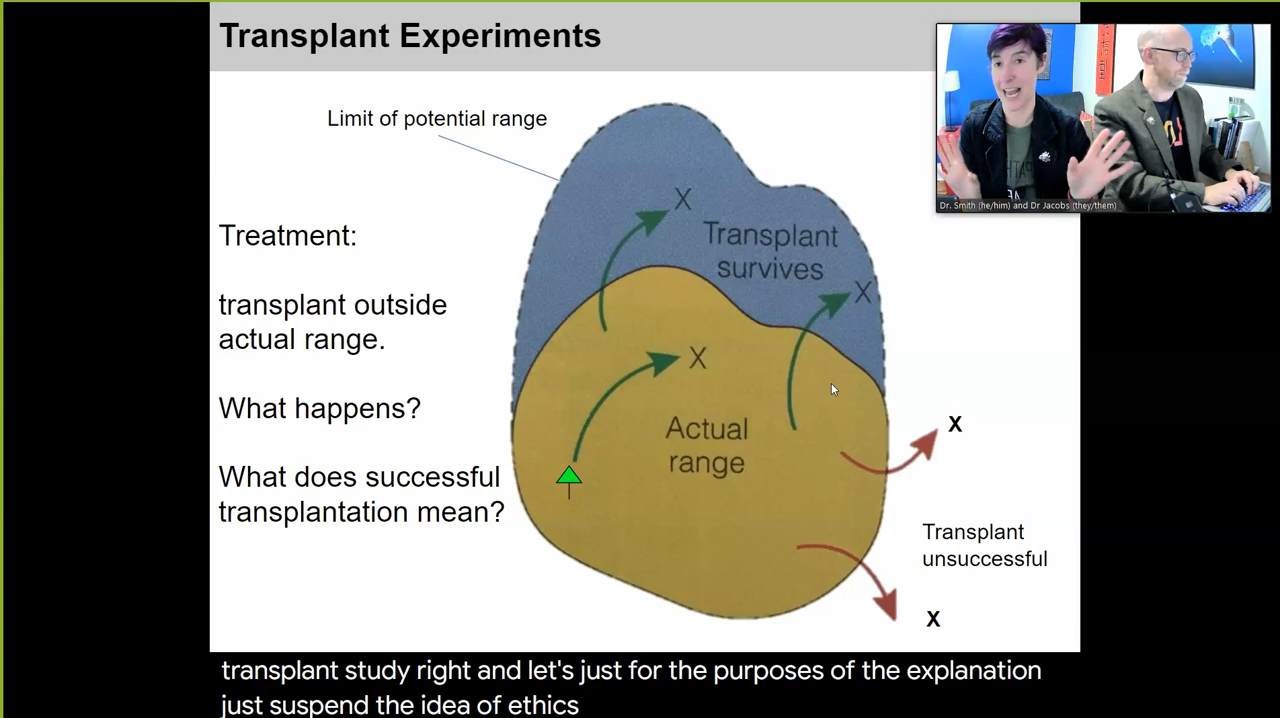 Transplant Experiments
Limit of potential range
X
Transplant
survives
X
Treatment:
transplant outside
actual range.
X
What happens?
Actual
range
X
What does successful
transplantation mean?
Transplant
unsuccessful
X
Dr. Smith (he/him) and Dr Jacobs (they/them)
transplant study right and let's just for the purposes of the explanation
just suspend the idea of ethics